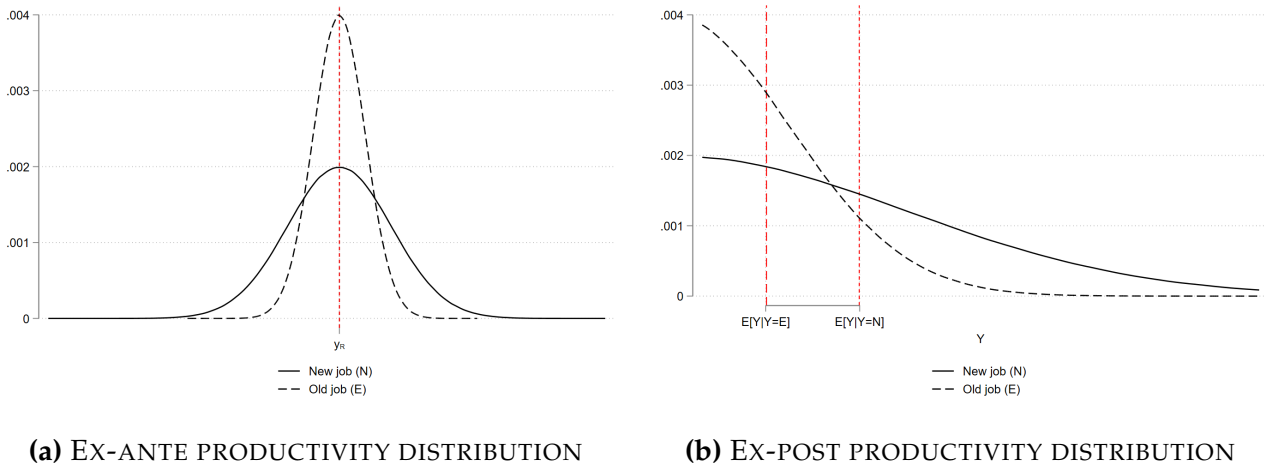 .004
.003
.002
.001
0
yR
New job (N)
Old job (E)
(a) EX-ANTE PRODUCTIVITY DISTRIBUTION
.004
.003
.002
.001
0
E[Y|Y=E] E[Y|Y=N]
Y
New job (N)
Old job (E)
(b) EX-POST PRODUCTIVITY DISTRIBUTION